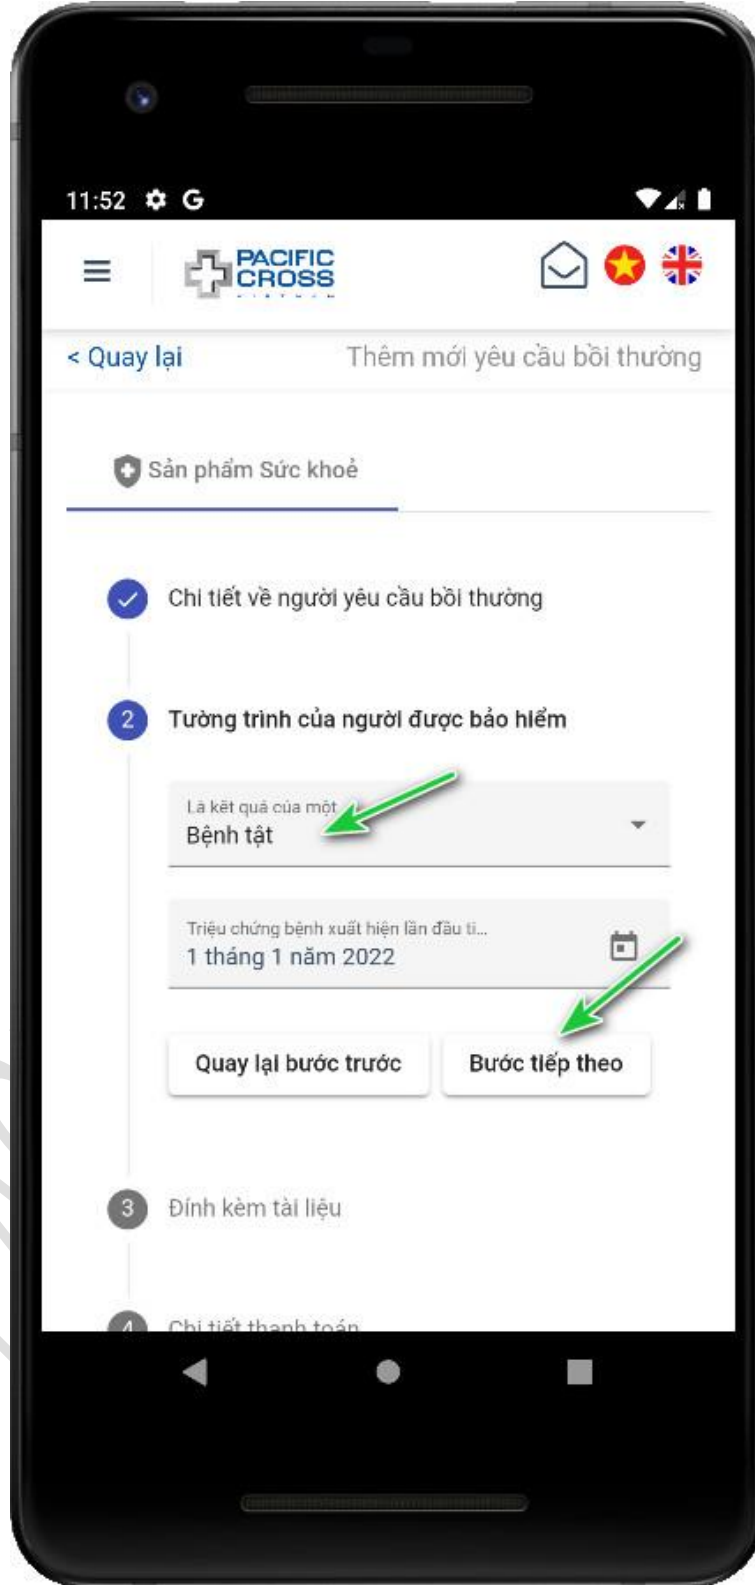 11:52 G
PACIFIC
CROSS
VIETNAM
< Quay lại Thêm mới yêu cầu bồi thường
Sản phẩm Sức khoẻ
Chi tiết về người yêu cầu bồi thường
2 Tường trình của người được bảo hiểm
Là kết quả của một
Bệnh tật
Triệu chứng bệnh xuất hiện lần đầu ti...
1 tháng 1 năm 2022
Quay lại bước trước Bước tiếp theo
3 Đính kèm tài liệu
4 Chi tiết thanh toán